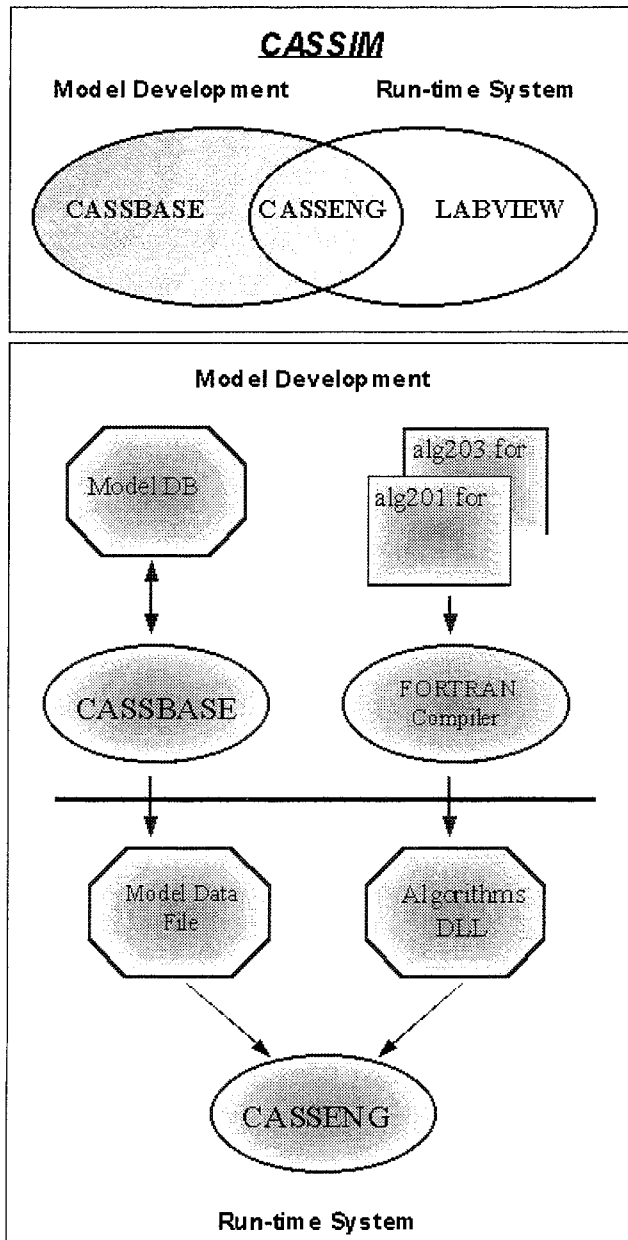 CASSIM
Model Development Run-time System
CASSBASE CASSENG LABVIEW
Model Development
Model DB
alg203.for
alg201.for
CASSBASE
FORTRAN
Compiler
Model Data
File
Algorithms
DLL
CASSENG
Run-time System